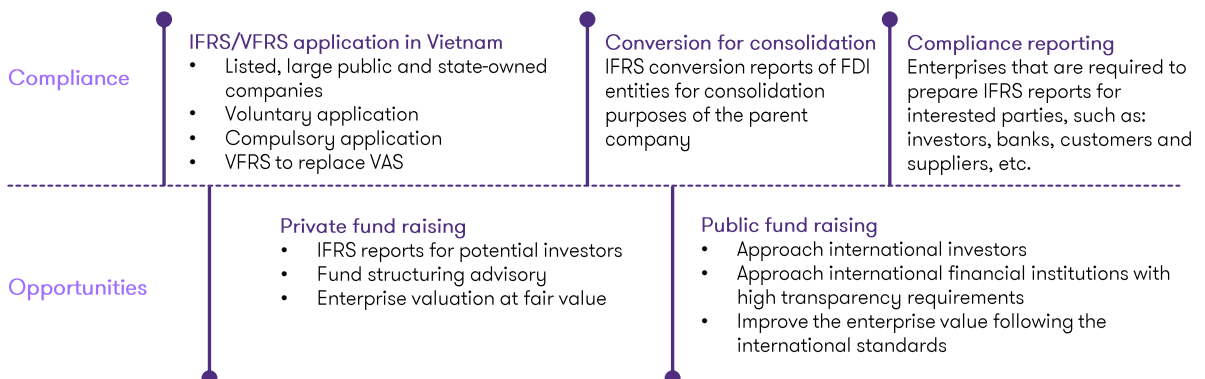 Compliance
IFRS/VFRS application in Vietnam
• Listed, large public and state-owned
companies
• Voluntary application
• Compulsory application
• VFRS to replace VAS
Conversion for consolidation
IFRS conversion reports of FDI
entities for consolidation
purposes of the parent
company
Compliance reporting
Enterprises that are required to
prepare IFRS reports for
interested parties, such as:
investors, banks, customers and
suppliers, etc.
Opportunities
Private fund raising
• IFRS reports for potential investors
• Fund structuring advisory
• Enterprise valuation at fair value
Public fund raising
• Approach international investors
• Approach international financial institutions with
high transparency requirements
• Improve the enterprise value following the
international standards